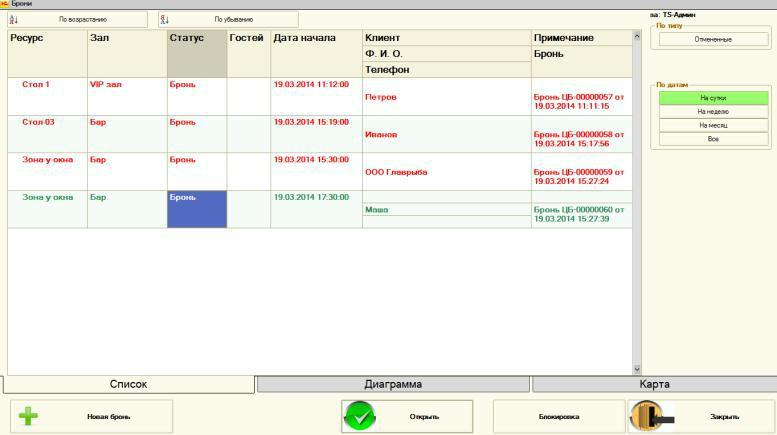 Брони
По возрастанию
По убыванию
за: TS-Админ
По типу
Отмененные
По датам
На сутки
На неделю
На месяц
Все
Ресурс Зал Статус Гостей Дата начала Клиент Примечание
Ф. И. О. Бронь
Телефон
Стол 1 VIP зал Бронь 19.03.2014 11:12:00
Петров Бронь ЦБ-00000057 от
19.03.2014 11:11:15
Стол 03 Бар Бронь 19.03.2014 15:19:00
Иванов Бронь ЦБ-00000058 от
19.03.2014 15:17:56
Зона у окна Бар Бронь 19.03.2014 15:30:00
ООО Главрыба Бронь ЦБ-00000059 от
19.03.2014 15:27:24
Зона у окна Бар Бронь 19.03.2014 17:30:00
Маша Бронь ЦБ-00000060 от
19.03.2014 15:27:39
Список Диаграмма Карта
Новая бронь Открыть Блокировка Закрыть